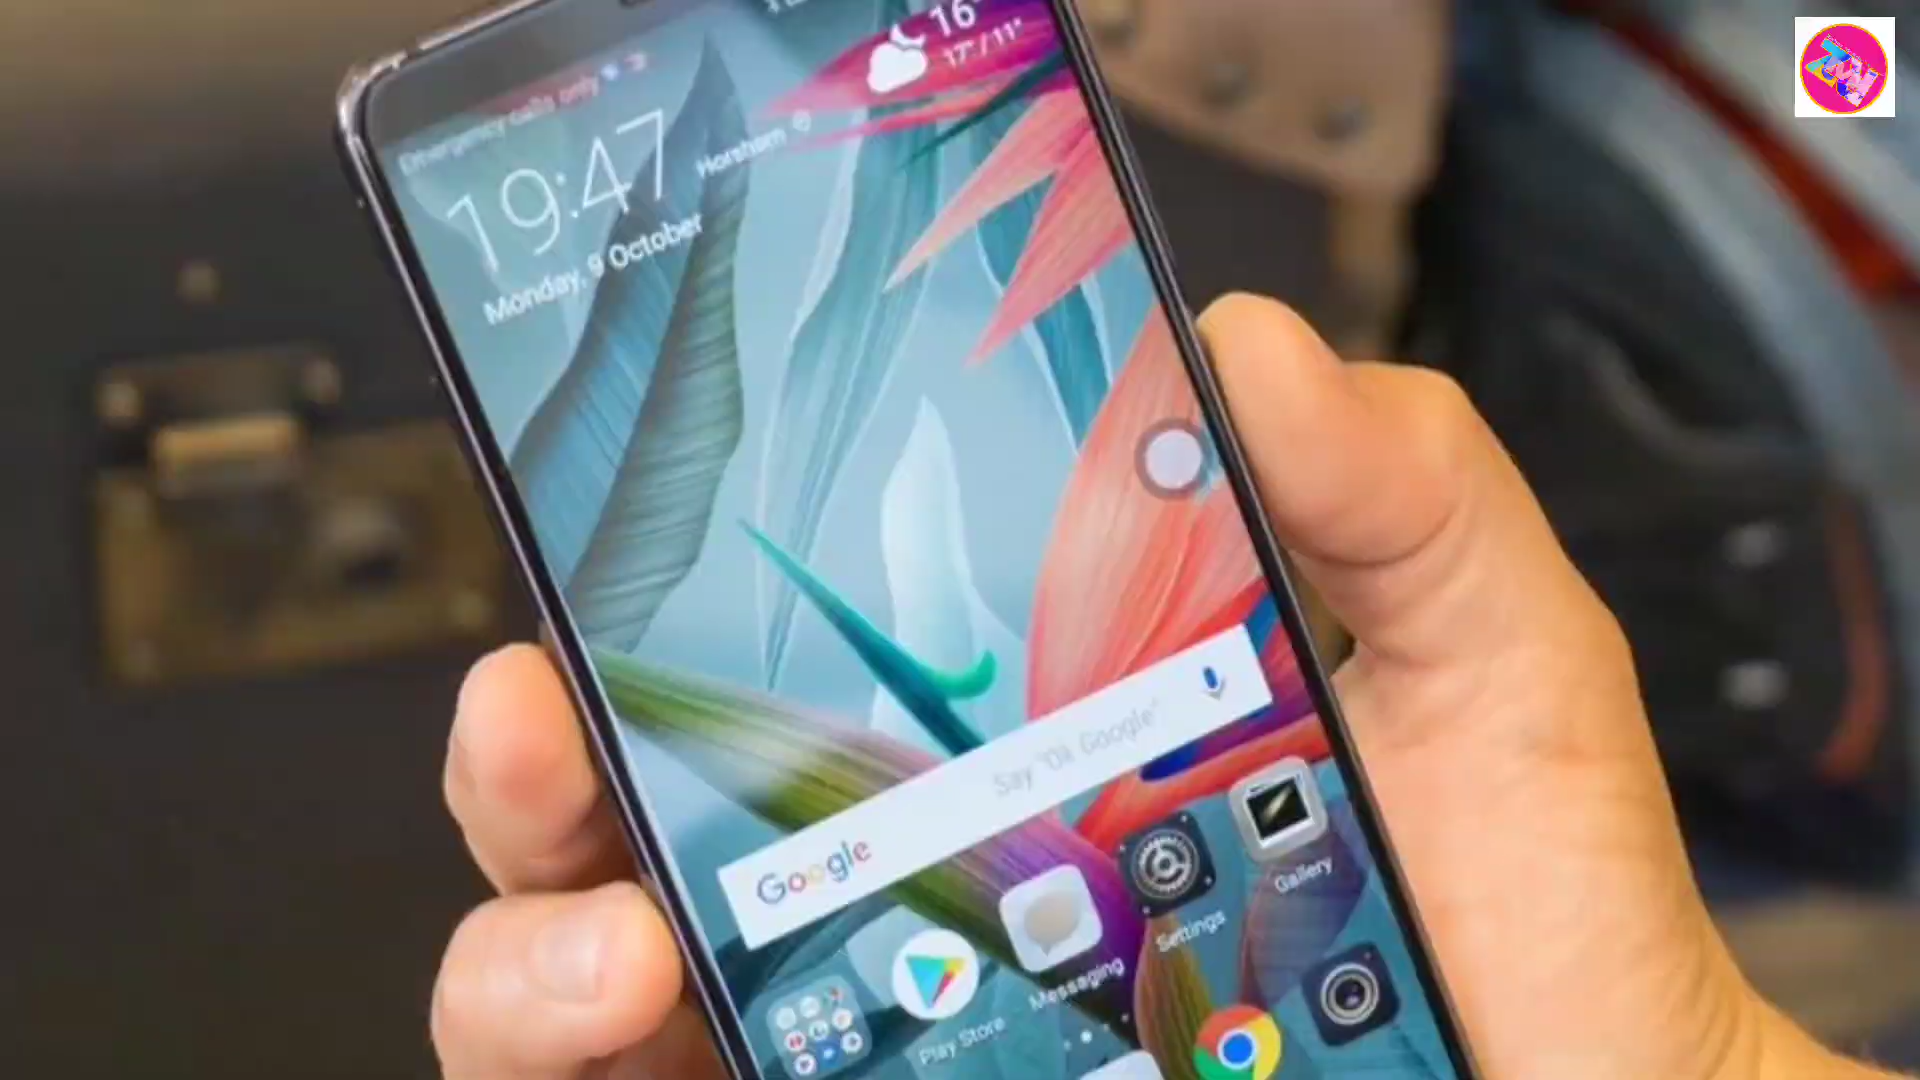 16°
17° / 11°
Emergency calls only
19:47
Horsham
Monday, 9 October
Say "Ok Google"
Google
Gallery
Settings
Messaging
Play Store